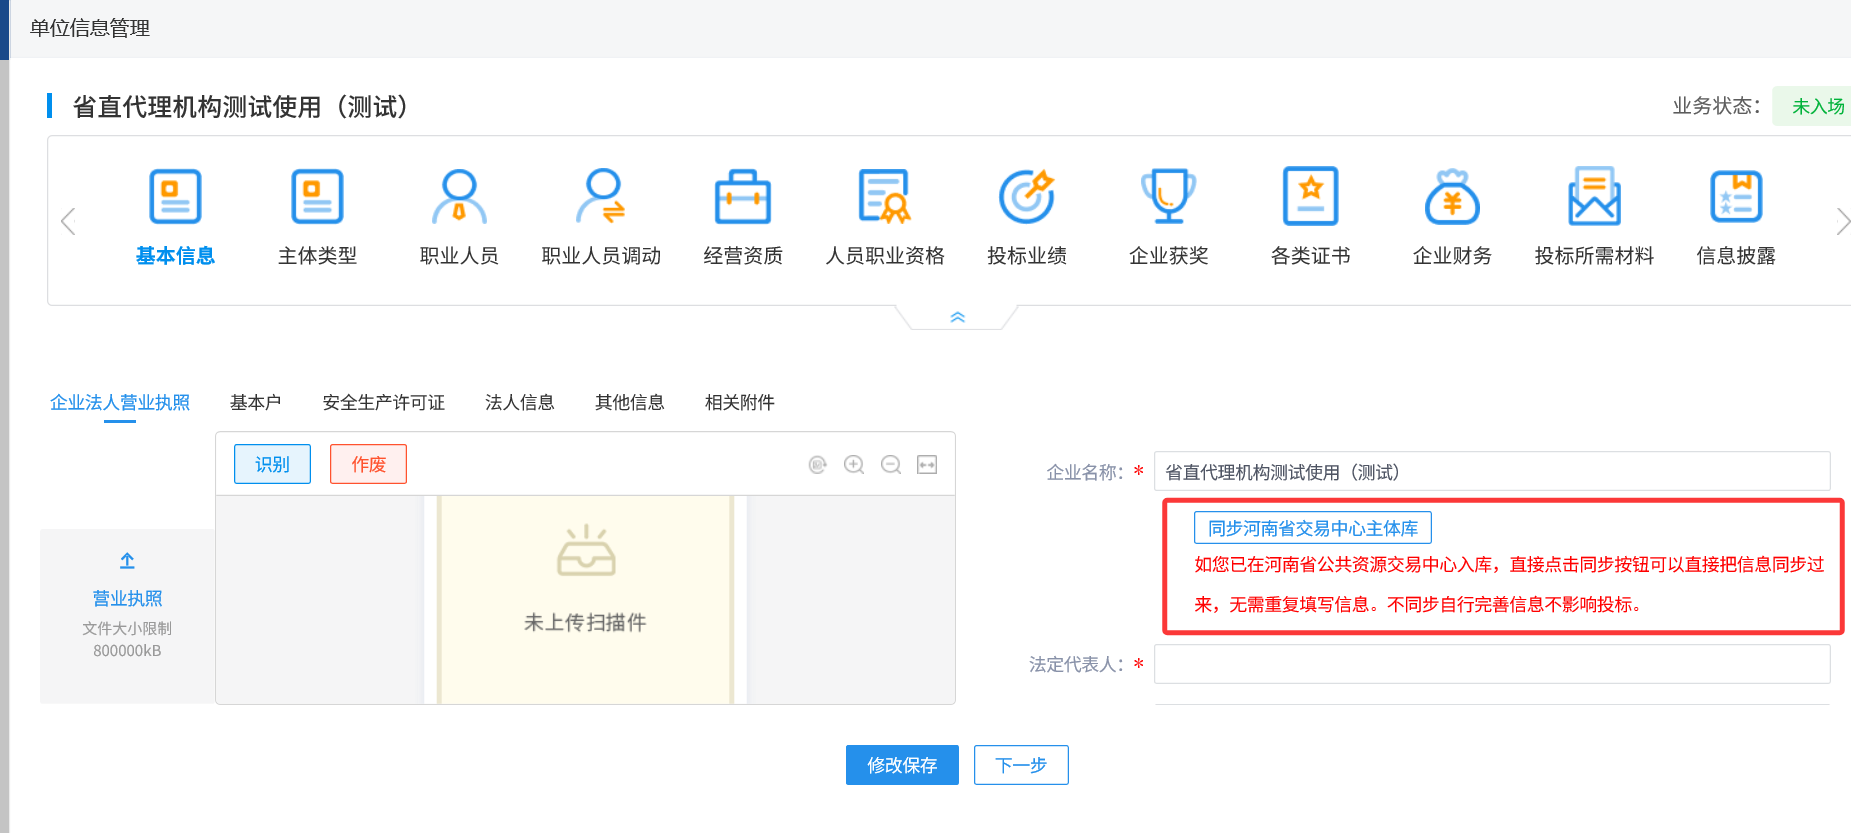 单位信息管理
省直代理机构测试使用（测试）
业务状态：
未入场
基本信息
主体类型
职业人员
职业人员调动
经营资质
人员职业资格
投标业绩
企业获奖
各类证书
企业财务
投标所需材料
信息披露
企业法人营业执照
基本户
安全生产许可证
法人信息
其他信息
相关附件
识别
作废
营业执照
文件大小限制
800000kB
未上传扫描件
企业名称：*
省直代理机构测试使用（测试）
同步河南省交易中心主体库
如您已在河南省公共资源交易中心入库，直接点击同步按钮可以直接把信息同步过
来，无需重复填写信息。不同步自行完善信息不影响投标。
法定代表人：*
修改保存
下一步